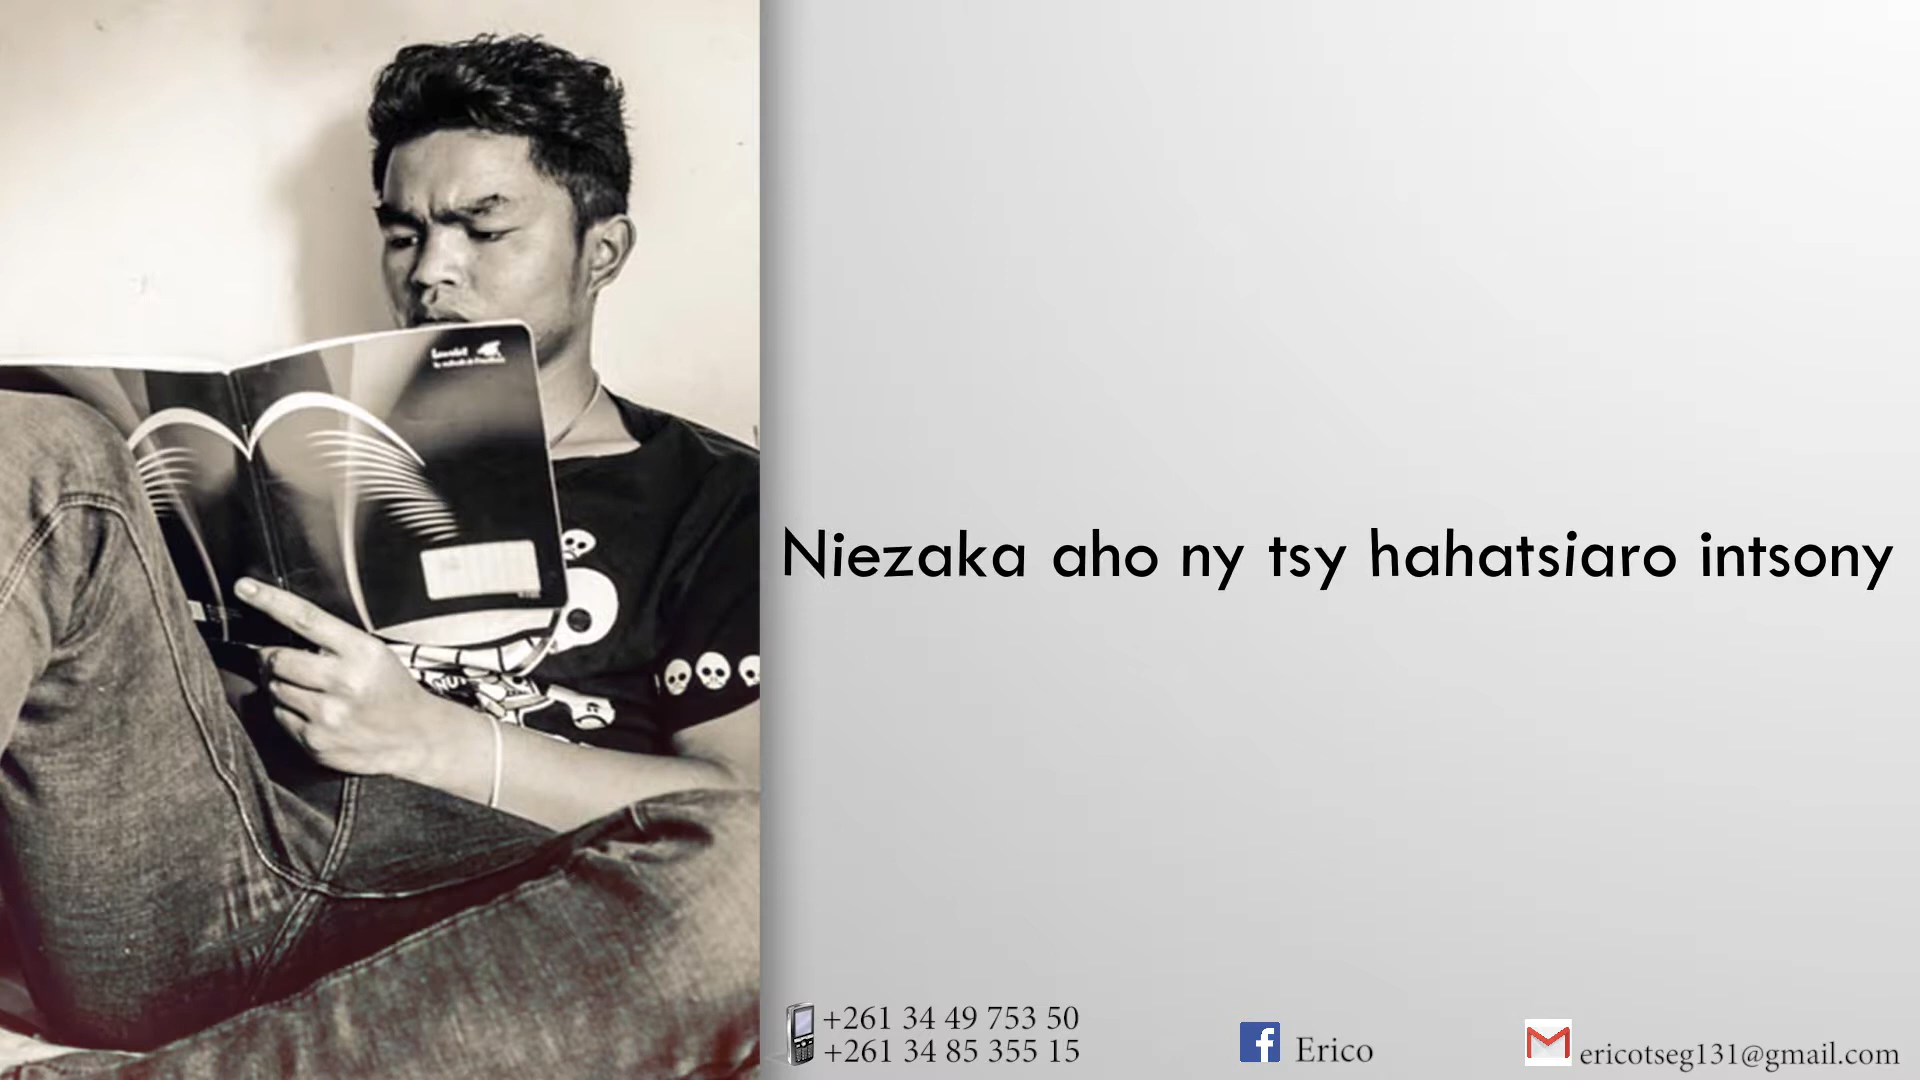 Niezaka aho ny tsy hahatsiaro intsony
+261 34 49 753 50
+261 34 85 355 15
Erico
ericotseg131@gmail.com